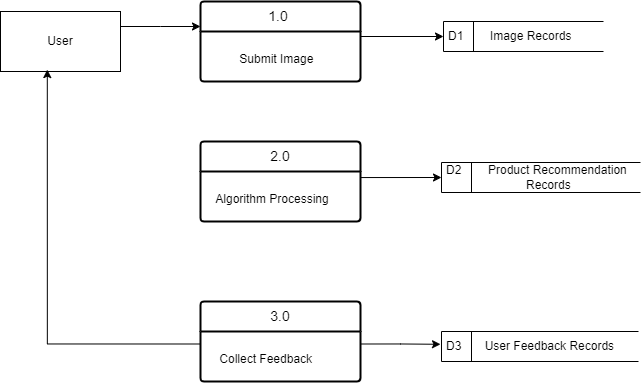 User
1.0
Submit Image
D1
Image Records
2.0
Algorithm Processing
D2
Product Recommendation
Records
3.0
Collect Feedback
D3
User Feedback Records